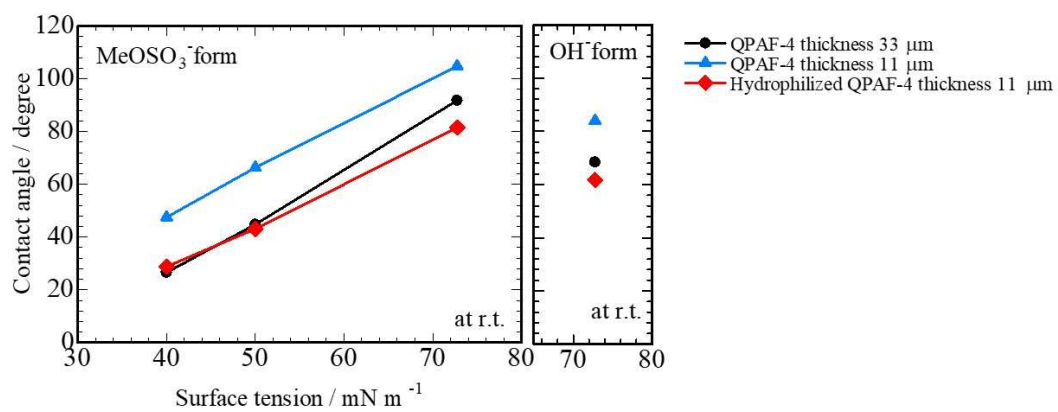 120
100
80
60
40
20
0
Contact angle / degree
MeOSO3- form
at r.t.
30 40 50 60 70 80
Surface tension / mN m -1
OH- form
at r.t.
70 80
QPAF-4 thickness 33 μm
QPAF-4 thickness 11 μm
Hydrophilized QPAF-4 thickness 11 μm